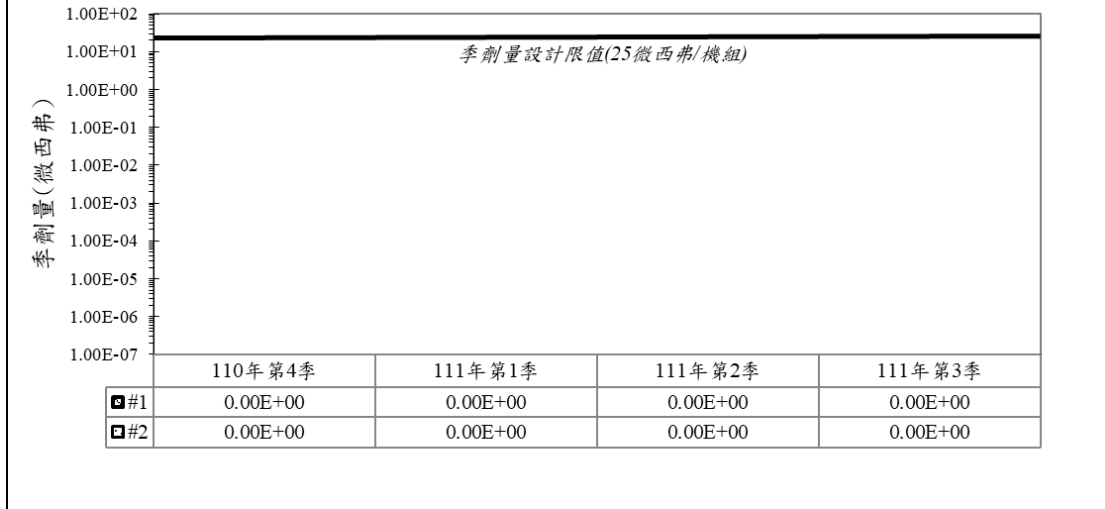 1.00E+02
1.00E+01
季劑量設計限值(25微西弗/機組)
1.00E+00
1.00E-01
1.00E-02
1.00E-03
1.00E-04
1.00E-05
1.00E-06
1.00E-07
季劑量(微西弗)
110年第4季 111年第1季 111年第2季 111年第3季
#1 0.00E+00 0.00E+00 0.00E+00 0.00E+00
#2 0.00E+00 0.00E+00 0.00E+00 0.00E+00